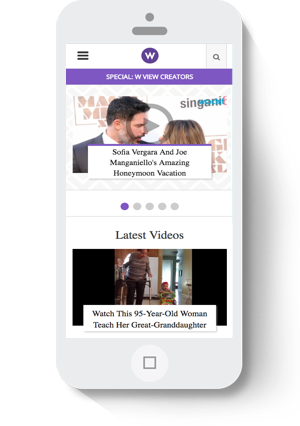 W
SPECIAL: W VIEW CREATORS
singani
Sofia Vergara And Joe
Manganiello's Amazing
Honeymoon Vacation
Latest Videos
Watch This 95-Year-Old Woman
Teach Her Great-Granddaughter